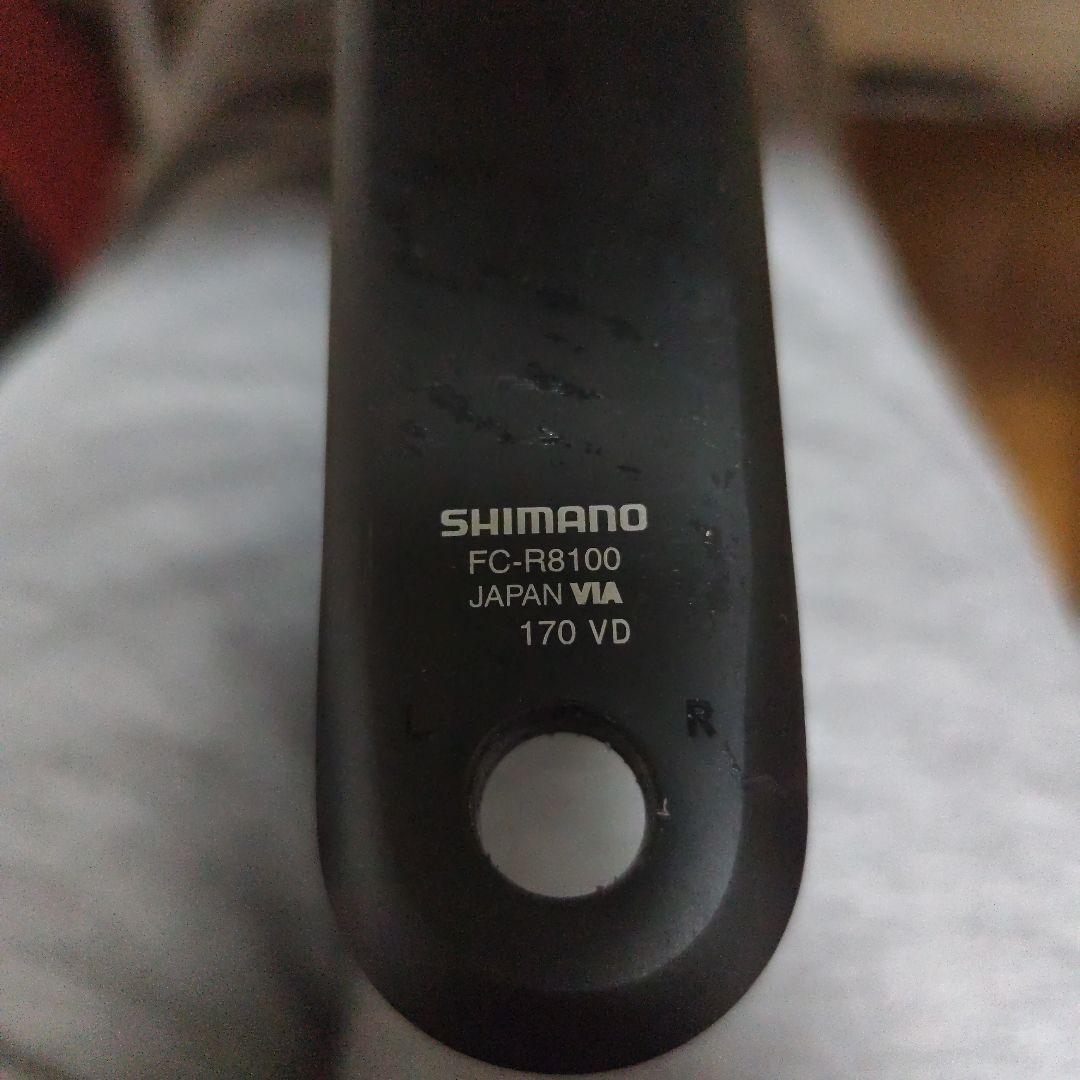 SHIMANO
FC-R8100
JAPAN VIA
170 VD
L R